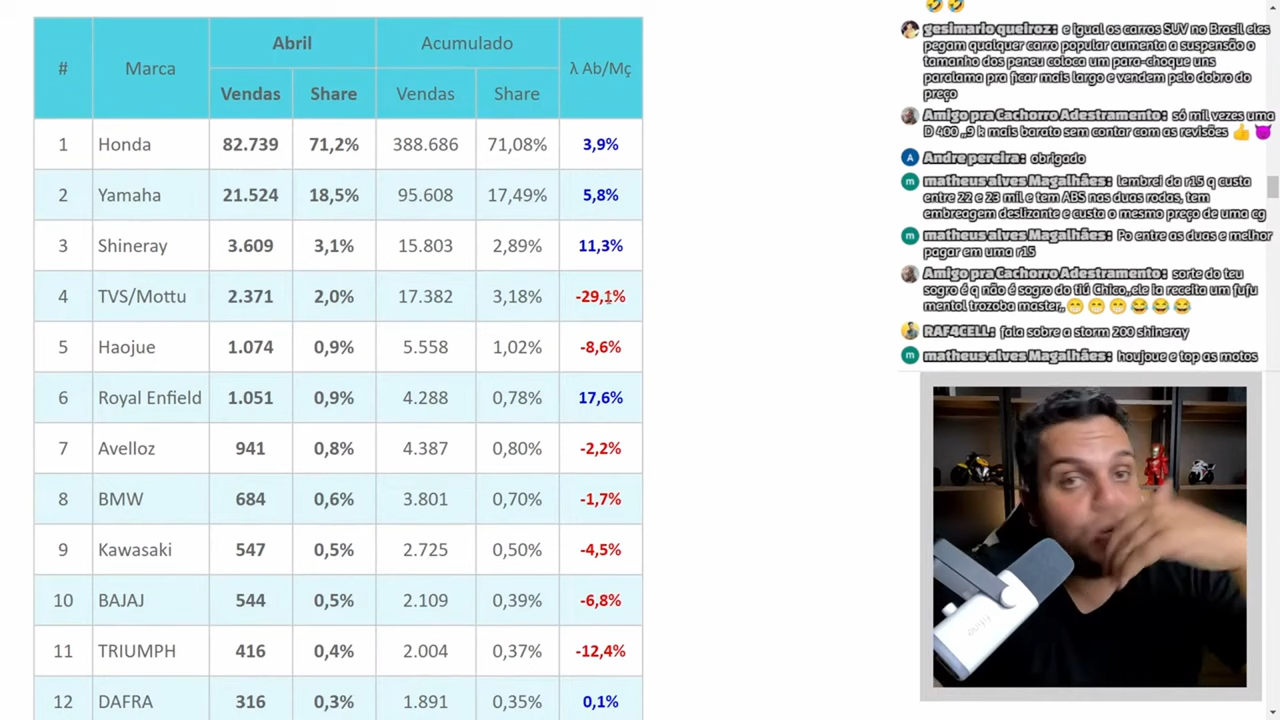 # Marca Abril Acumulado λ Ab/Mç
Vendas Share Vendas Share
1 Honda 82.739 71,2% 388.686 71,08% 3,9%
2 Yamaha 21.524 18,5% 95.608 17,49% 5,8%
3 Shineray 3.609 3,1% 15.803 2,89% 11,3%
4 TVS/Mottu 2.371 2,0% 17.382 3,18% -29,1%
5 Haojue 1.074 0,9% 5.558 1,02% -8,6%
6 Royal Enfield 1.051 0,9% 4.288 0,78% 17,6%
7 Avelloz 941 0,8% 4.387 0,80% -2,2%
8 BMW 684 0,6% 3.801 0,70% -1,7%
9 Kawasaki 547 0,5% 2.725 0,50% -4,5%
10 BAJAJ 544 0,5% 2.109 0,39% -6,8%
11 TRIUMPH 416 0,4% 2.004 0,37% -12,4%
12 DAFRA 316 0,3% 1.891 0,35% 0,1%
🤣🤣
gesimario queiroz: e igual os carros SUV no Brasil eles
pegam qualquer carro popular aumenta a suspensão o
tamanho dos peneu coloca um para-choque uns
paralama pra ficar mais largo e vendem pelo dobro do
preço
Amigo pra Cachorro Adestramento: só mil vezes uma
D 400 ,,9 k mais barato sem contar com as revisões 👍 😈
A Andre pereira: obrigado
m matheus alves Magalhães: lembrei da r15 q custa
entre 22 e 23 mil e tem ABS nas duas rodas, tem
embreagem deslizante e custa o mesmo preço de uma cg
m matheus alves Magalhães: Po entre as duas e melhor
pagar em uma r15
Amigo pra Cachorro Adestramento: sorte do teu
sogro é q não é sogro do tiú Chico,,ele ia receita um fufu
mentol trozoba master,. 😁 😁 😁 😂 😂 😂
RAF4CELL: fala sobre a storm 200 shineray
m matheus alves Magalhães: houjoue e top as motos